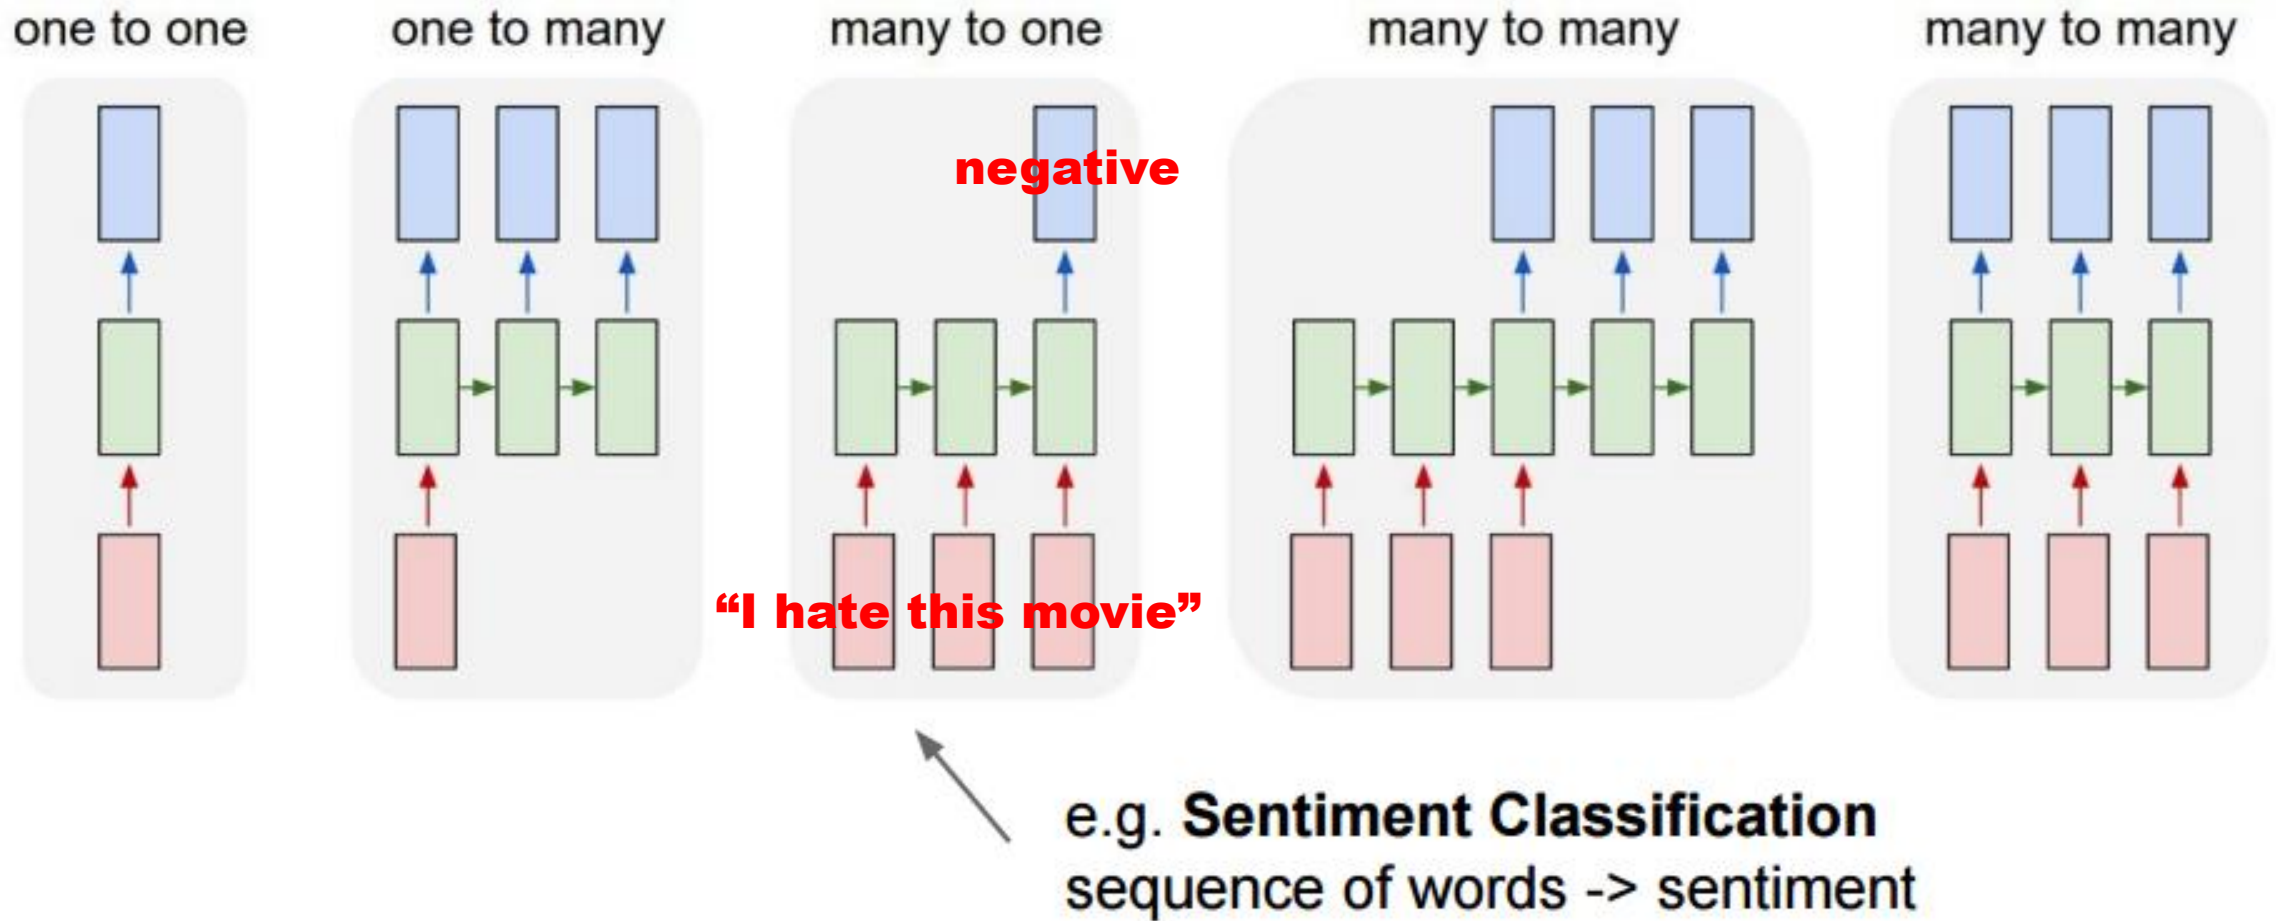 one to one
one to many
many to one
many to many
many to many
negative
“I hate this movie”
e.g. Sentiment Classification
sequence of words -> sentiment